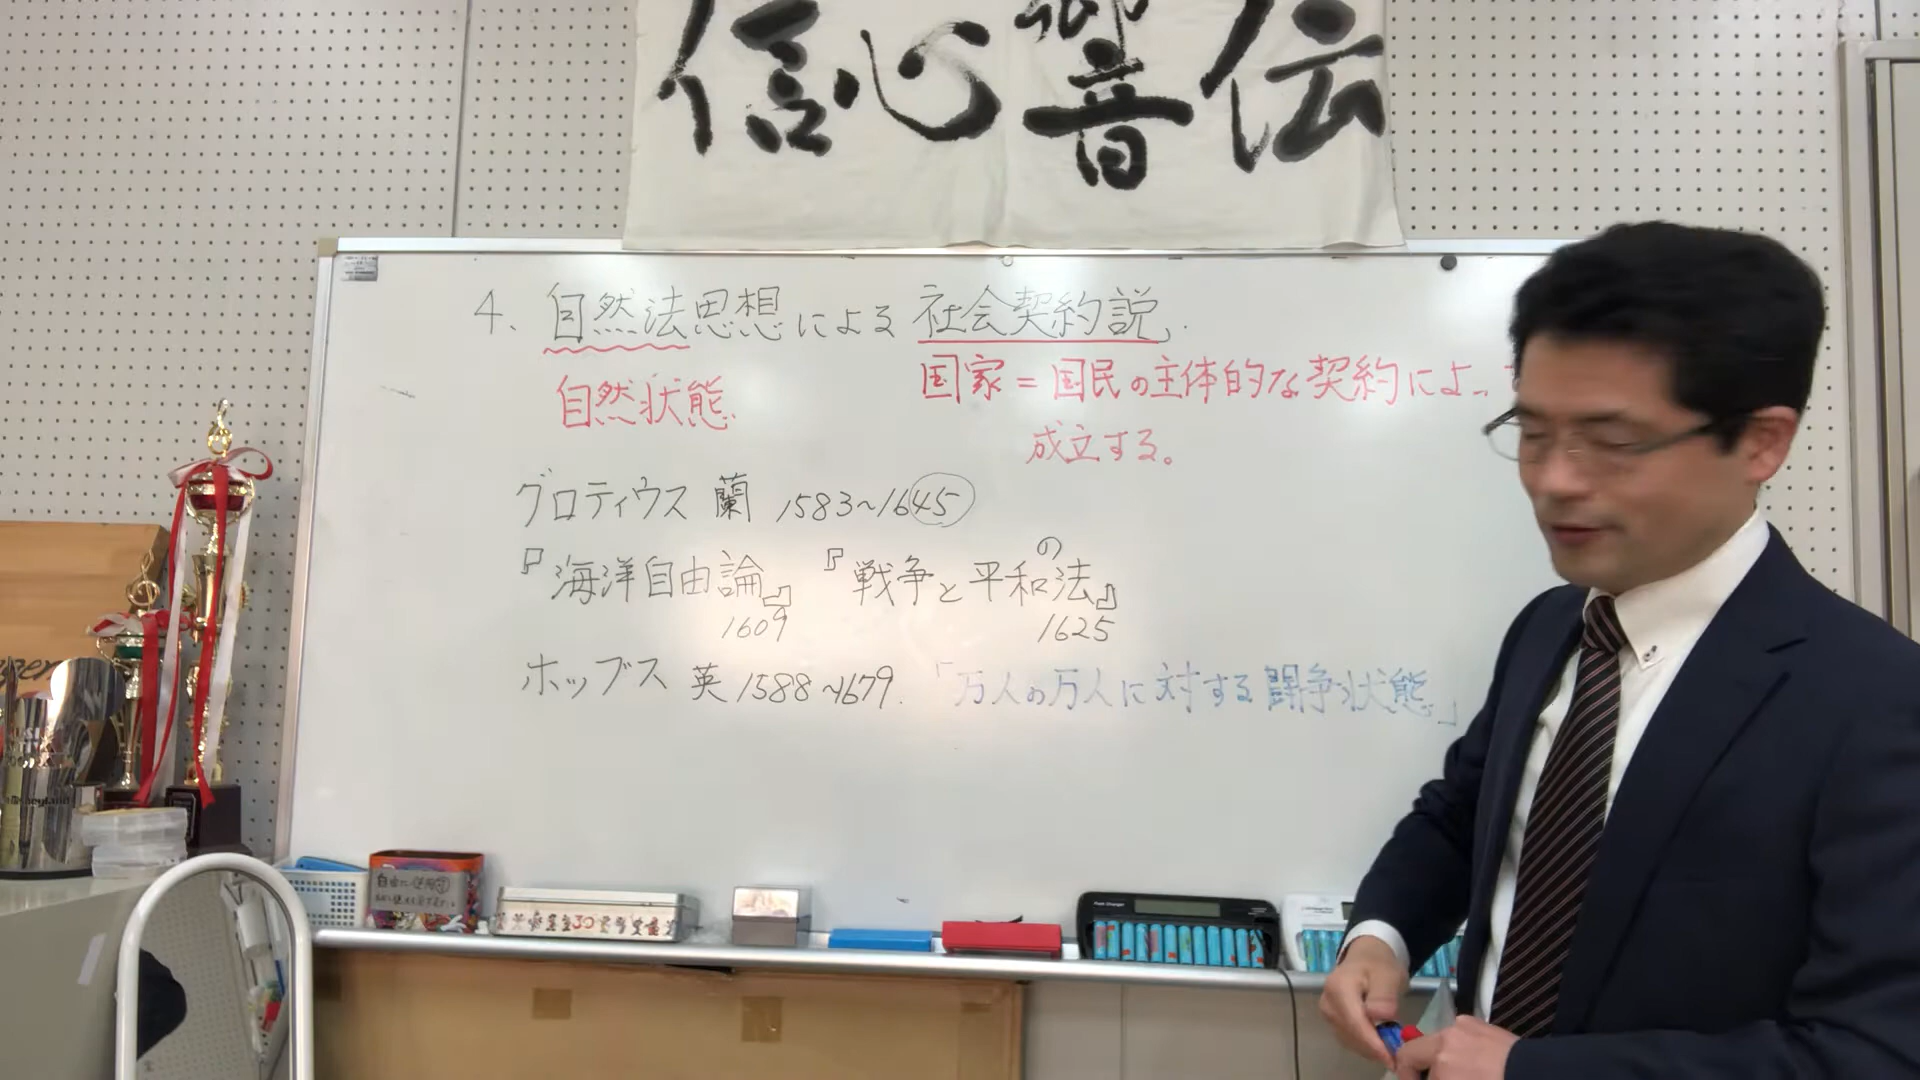 信心響伝
4、自然法思想による社会契約説.
自然状態
国家=国民の主体的な契約によっ
成立する。
グロティウス 蘭 1583~1645
『海洋自由論』『戦争と平和の法』
1609 1625
ホッブス 英 1588~1679. 「万人の万人に対する闘争状態」